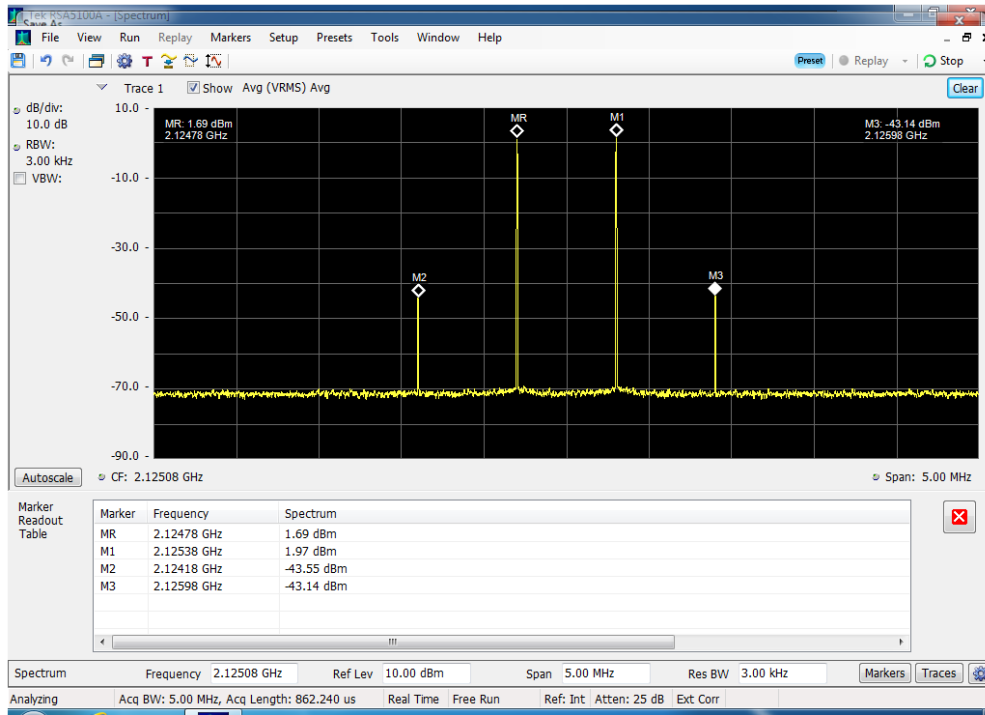 Tek RSA5100A - [Spectrum]
Save As
File View Run Replay Markers Setup Presets Tools Window Help
Preset Replay Stop
Trace 1 Show Avg (VRMS) Avg Clear
dB/div:
10.0 dB
RBW:
3.00 kHz
VBW:
10.0
-10.0
-30.0
-50.0
-70.0
-90.0
MR: 1.69 dBm
2.12478 GHz
MR
M1
M3: -43.14 dBm
2.12598 GHz
M2
M3
Autoscale CF: 2.12508 GHz Span: 5.00 MHz
Marker
Readout
Table
Marker Frequency Spectrum
MR 2.12478 GHz 1.69 dBm
M1 2.12538 GHz 1.97 dBm
M2 2.12418 GHz -43.55 dBm
M3 2.12598 GHz -43.14 dBm
Spectrum Frequency 2.12508 GHz Ref Lev 10.00 dBm Span 5.00 MHz Res BW 3.00 kHz Markers Traces
Analyzing Acq BW: 5.00 MHz, Acq Length: 862.240 us Real Time Free Run Ref: Int Atten: 25 dB Ext Corr